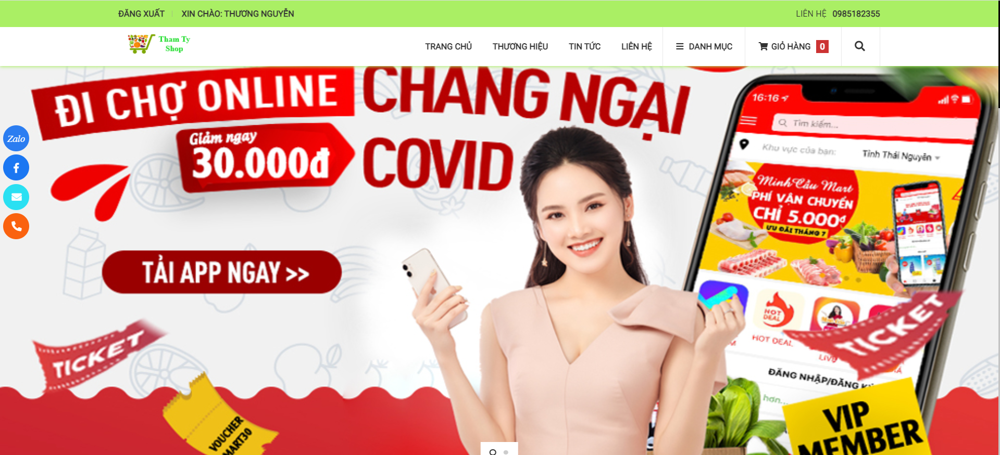 ĐĂNG XUẤT XIN CHÀO: THƯƠNG NGUYỄN LIÊN HỆ 0985182355
Tham Ty
Shop
TRANG CHỦ THƯƠNG HIỆU TIN TỨC LIÊN HỆ DANH MỤC GIỎ HÀNG 0
ĐI CHỢ ONLINE
CHẲNG NGẠI
COVID
Giảm ngay
30.000đ
Zalo
TẢI APP NGAY >>
16:16
Tìm kiếm...
Khu vực của bạn: Tỉnh Thái Nguyên
Minh Cầu Mart
PHÍ VẬN CHUYỂN
CHỈ 5.000đ
ƯU ĐÃI THÁNG 7
HOT
DEAL
HOT DEAL
TICKET
TICKET
ĐĂNG NHẬP/ĐĂNG
hơn...
VOUCHER
MART30
VIP
MEMBER